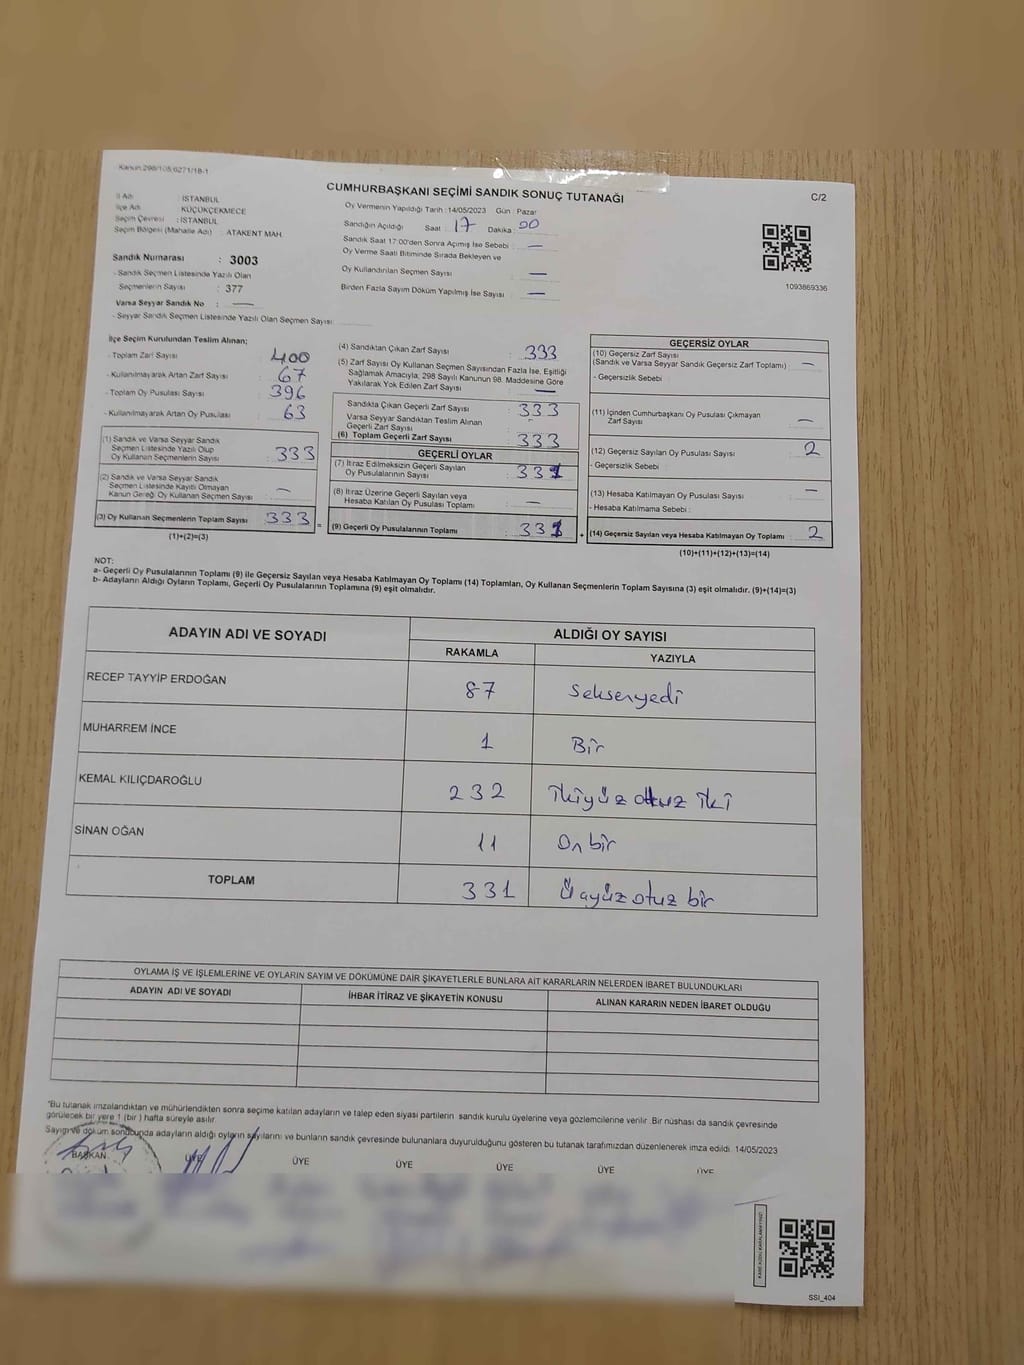 Kanun:298/105;6271/18-1
CUMHURBAŞKANI SEÇİMİ SANDIK SONUÇ TUTANAĞI
C/2
İl Adı : İSTANBUL
İlçe Adı : KÜÇÜKÇEKMECE
Seçim Çevresi : İSTANBUL
Seçim Bölgesi (Mahalle Adı) : ATAKENT MAH.
Sandık Numarası : 3003
- Sandık Seçmen Listesinde Yazılı Olan
Seçmenlerin Sayısı : 377
Varsa Seyyar Sandık No : —
- Seyyar Sandık Seçmen Listesinde Yazılı Olan Seçmen Sayısı
Oy Vermenin Yapıldığı Tarih :14/05/2023 Gün : Pazar
Sandığın Açıldığı Saat : 17 Dakika : 00
Sandık Saat 17:00'den Sonra Açılmış İse Sebebi : —
Oy Verme Saati Bitiminde Sırada Bekleyen ve
Oy Kullandırılan Seçmen Sayısı : —
Birden Fazla Sayım Döküm Yapılmış İse Sayısı : —
1093869336
İlçe Seçim Kurulundan Teslim Alınan;
- Toplam Zarf Sayısı : 400
- Kullanılmayarak Artan Zarf Sayısı : 67
- Toplam Oy Pusulası Sayısı : 396
- Kullanılmayarak Artan Oy Pusulası : 63
(1) Sandık ve Varsa Seyyar Sandık
Seçmen Listesinde Yazılı Olup
Oy Kullanan Seçmenlerin Sayısı : 333
(2) Sandık ve Varsa Seyyar Sandık
Seçmen Listesinde Kayıtlı Olmayan
Kanun Gereği Oy Kullanan Seçmen Sayısı : —
(3) Oy Kullanan Seçmenlerin Toplam Sayısı : 333 =
(1)+(2)=(3)
(4) Sandıktan Çıkan Zarf Sayısı : 333
(5) Zarf Sayısı Oy Kullanan Seçmen Sayısından Fazla İse, Eşitliği
Sağlamak Amacıyla, 298 Sayılı Kanunun 98. Maddesine Göre
Yakılarak Yok Edilen Zarf Sayısı : —
Sandıkta Çıkan Geçerli Zarf Sayısı : 333
Varsa Seyyar Sandıktan Teslim Alınan
Geçerli Zarf Sayısı : -
(6) Toplam Geçerli Zarf Sayısı : 333
GEÇERLİ OYLAR
(7) İtiraz Edilmeksizin Geçerli Sayılan
Oy Pusulalarının Sayısı : 331
(8) İtiraz Üzerine Geçerli Sayılan veya
Hesaba Katılan Oy Pusulası Toplamı : —
(9) Geçerli Oy Pusulalarının Toplamı : 331 +
GEÇERSİZ OYLAR
(10) Geçersiz Zarf Sayısı
(Sandık ve Varsa Seyyar Sandık Geçersiz Zarf Toplamı) : —
- Geçersizlik Sebebi :
(11) İçinden Cumhurbaşkanı Oy Pusulası Çıkmayan
Zarf Sayısı : —
(12) Geçersiz Sayılan Oy Pusulası Sayısı : 2
- Geçersizlik Sebebi :
(13) Hesaba Katılmayan Oy Pusulası Sayısı : —
- Hesaba Katılmama Sebebi :
(14) Geçersiz Sayılan veya Hesaba Katılmayan Oy Toplamı : 2
(10)+(11)+(12)+(13)=(14)
NOT:
a- Geçerli Oy Pusulalarının Toplamı (9) ile Geçersiz Sayılan veya Hesaba Katılmayan Oy Toplamı (14) Toplamları, Oy Kullanan Seçmenlerin Toplam Sayısına (3) eşit olmalıdır. (9)+(14)=(3)
b- Adayların Aldığı Oyların Toplamı, Geçerli Oy Pusulalarının Toplamına (9) eşit olmalıdır.
ADAYIN ADI VE SOYADI ALDIĞI OY SAYISI
RAKAMLA YAZIYLA
RECEP TAYYİP ERDOĞAN 87 Seksenyedi
MUHARREM İNCE 1 Bir
KEMAL KILIÇDAROĞLU 232 İkiyüz otuz iki
SİNAN OĞAN 11 On bir
TOPLAM 331 Üçyüz otuz bir
OYLAMA İŞ VE İŞLEMLERİNE VE OYLARIN SAYIM VE DÖKÜMÜNE DAİR ŞİKAYETLERLE BUNLARA AİT KARARLARIN NELERDEN İBARET BULUNDUKLARI
ADAYIN ADI VE SOYADI İHBAR İTİRAZ VE ŞİKAYETİN KONUSU ALINAN KARARIN NEDEN İBARET OLDUĞU
*Bu tutanak imzalandıktan ve mühürlendikten sonra seçime katılan adayların ve talep eden siyasi partilerin sandık kurulu üyelerine veya gözlemcilerine verilir. Bir nüshası da sandık çevresinde
görülecek bir yere 1 (bir ) hafta süreyle asılır.
Sayım ve döküm sonucunda adayların aldığı oyların sayılarını ve bunların sandık çevresinde bulunanlara duyurulduğunu gösteren bu tutanak tarafımızdan düzenlenerek imza edildi. 14/05/2023
BAŞKAN ÜYE ÜYE ÜYE ÜYE ÜYE ÜYE
SSI_404